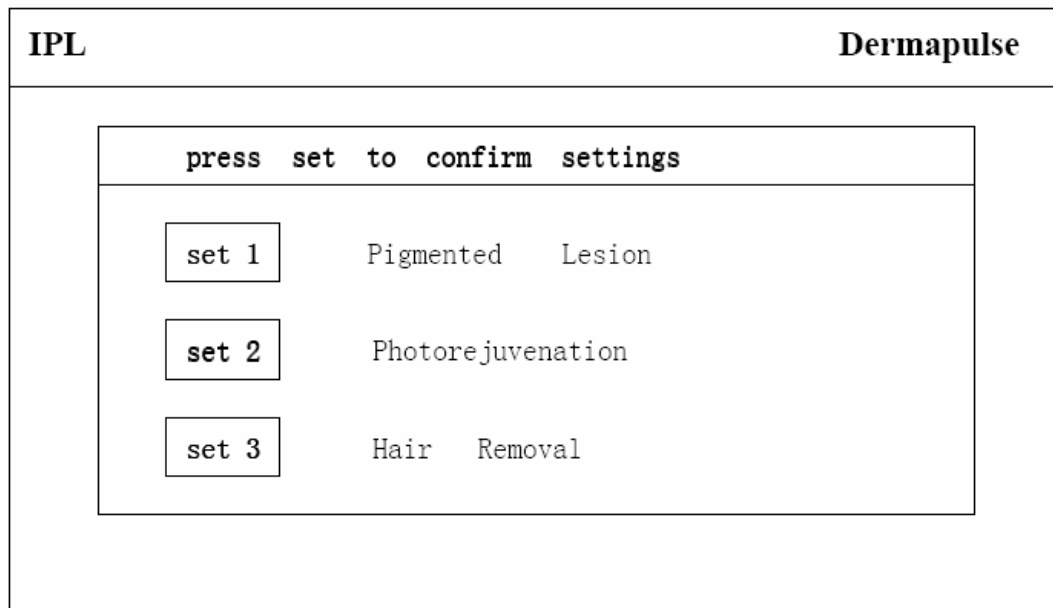 IPL Dermapulse
press set to confirm settings
set 1 Pigmented Lesion
set 2 Photorejuvenation
set 3 Hair Removal